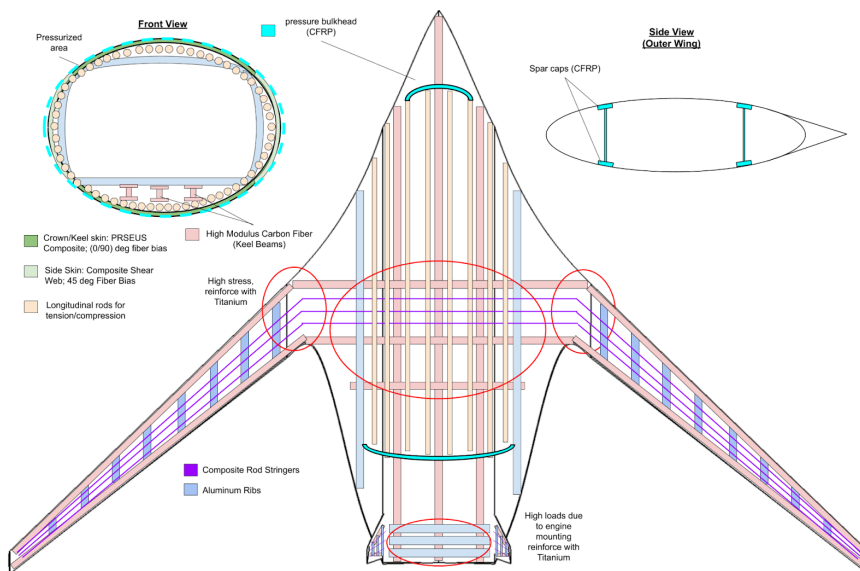 Front View
Pressurized
area
pressure bulkhead
(CFRP)
Side View
(Outer Wing)
Spar caps (CFRP)
High Modulus Carbon Fiber
(Keel Beams)
Crown/Keel skin: PRSEUS
Composite; (0/90) deg fiber bias
Side Skin: Composite Shear
Web; 45 deg Fiber Bias
Longitudinal rods for
tension/compression
High stress,
reinforce with
Titanium
Composite Rod Stringers
Aluminum Ribs
High loads due
to engine
mounting
reinforce with
Titanium